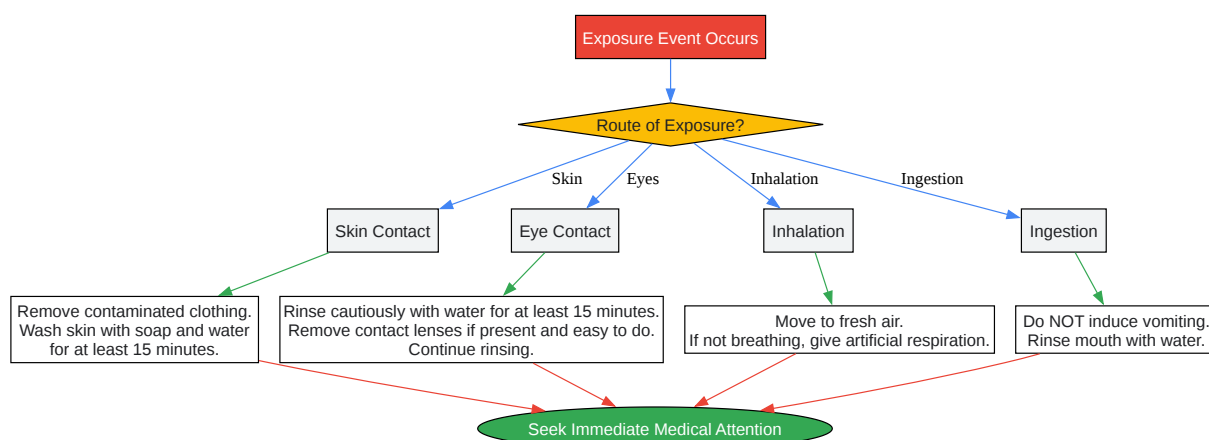 Exposure Event Occurs
Route of Exposure?
Skin
Eyes
Inhalation
Ingestion
Skin Contact
Eye Contact
Inhalation
Ingestion
Remove contaminated clothing.
Wash skin with soap and water
for at least 15 minutes.
Rinse cautiously with water for at least 15 minutes.
Remove contact lenses if present and easy to do.
Continue rinsing.
Move to fresh air.
If not breathing, give artificial respiration.
Do NOT induce vomiting.
Rinse mouth with water.
Seek Immediate Medical Attention